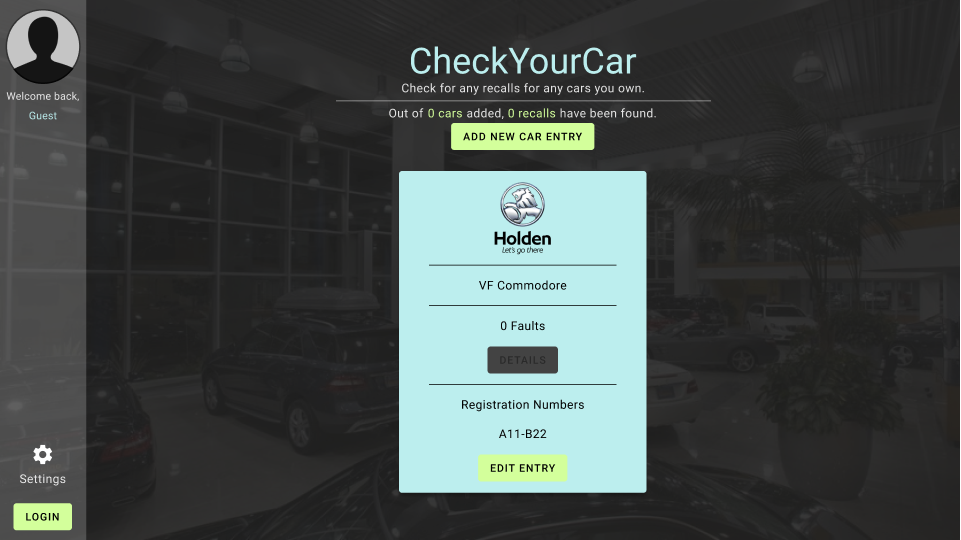 Welcome back,
Guest
Settings
LOGIN
CheckYourCar
Check for any recalls for any cars you own.
Out of 0 cars added, 0 recalls have been found.
ADD NEW CAR ENTRY
Holden
Let's go there
VF Commodore
0 Faults
DETAILS
Registration Numbers
A11-B22
EDIT ENTRY